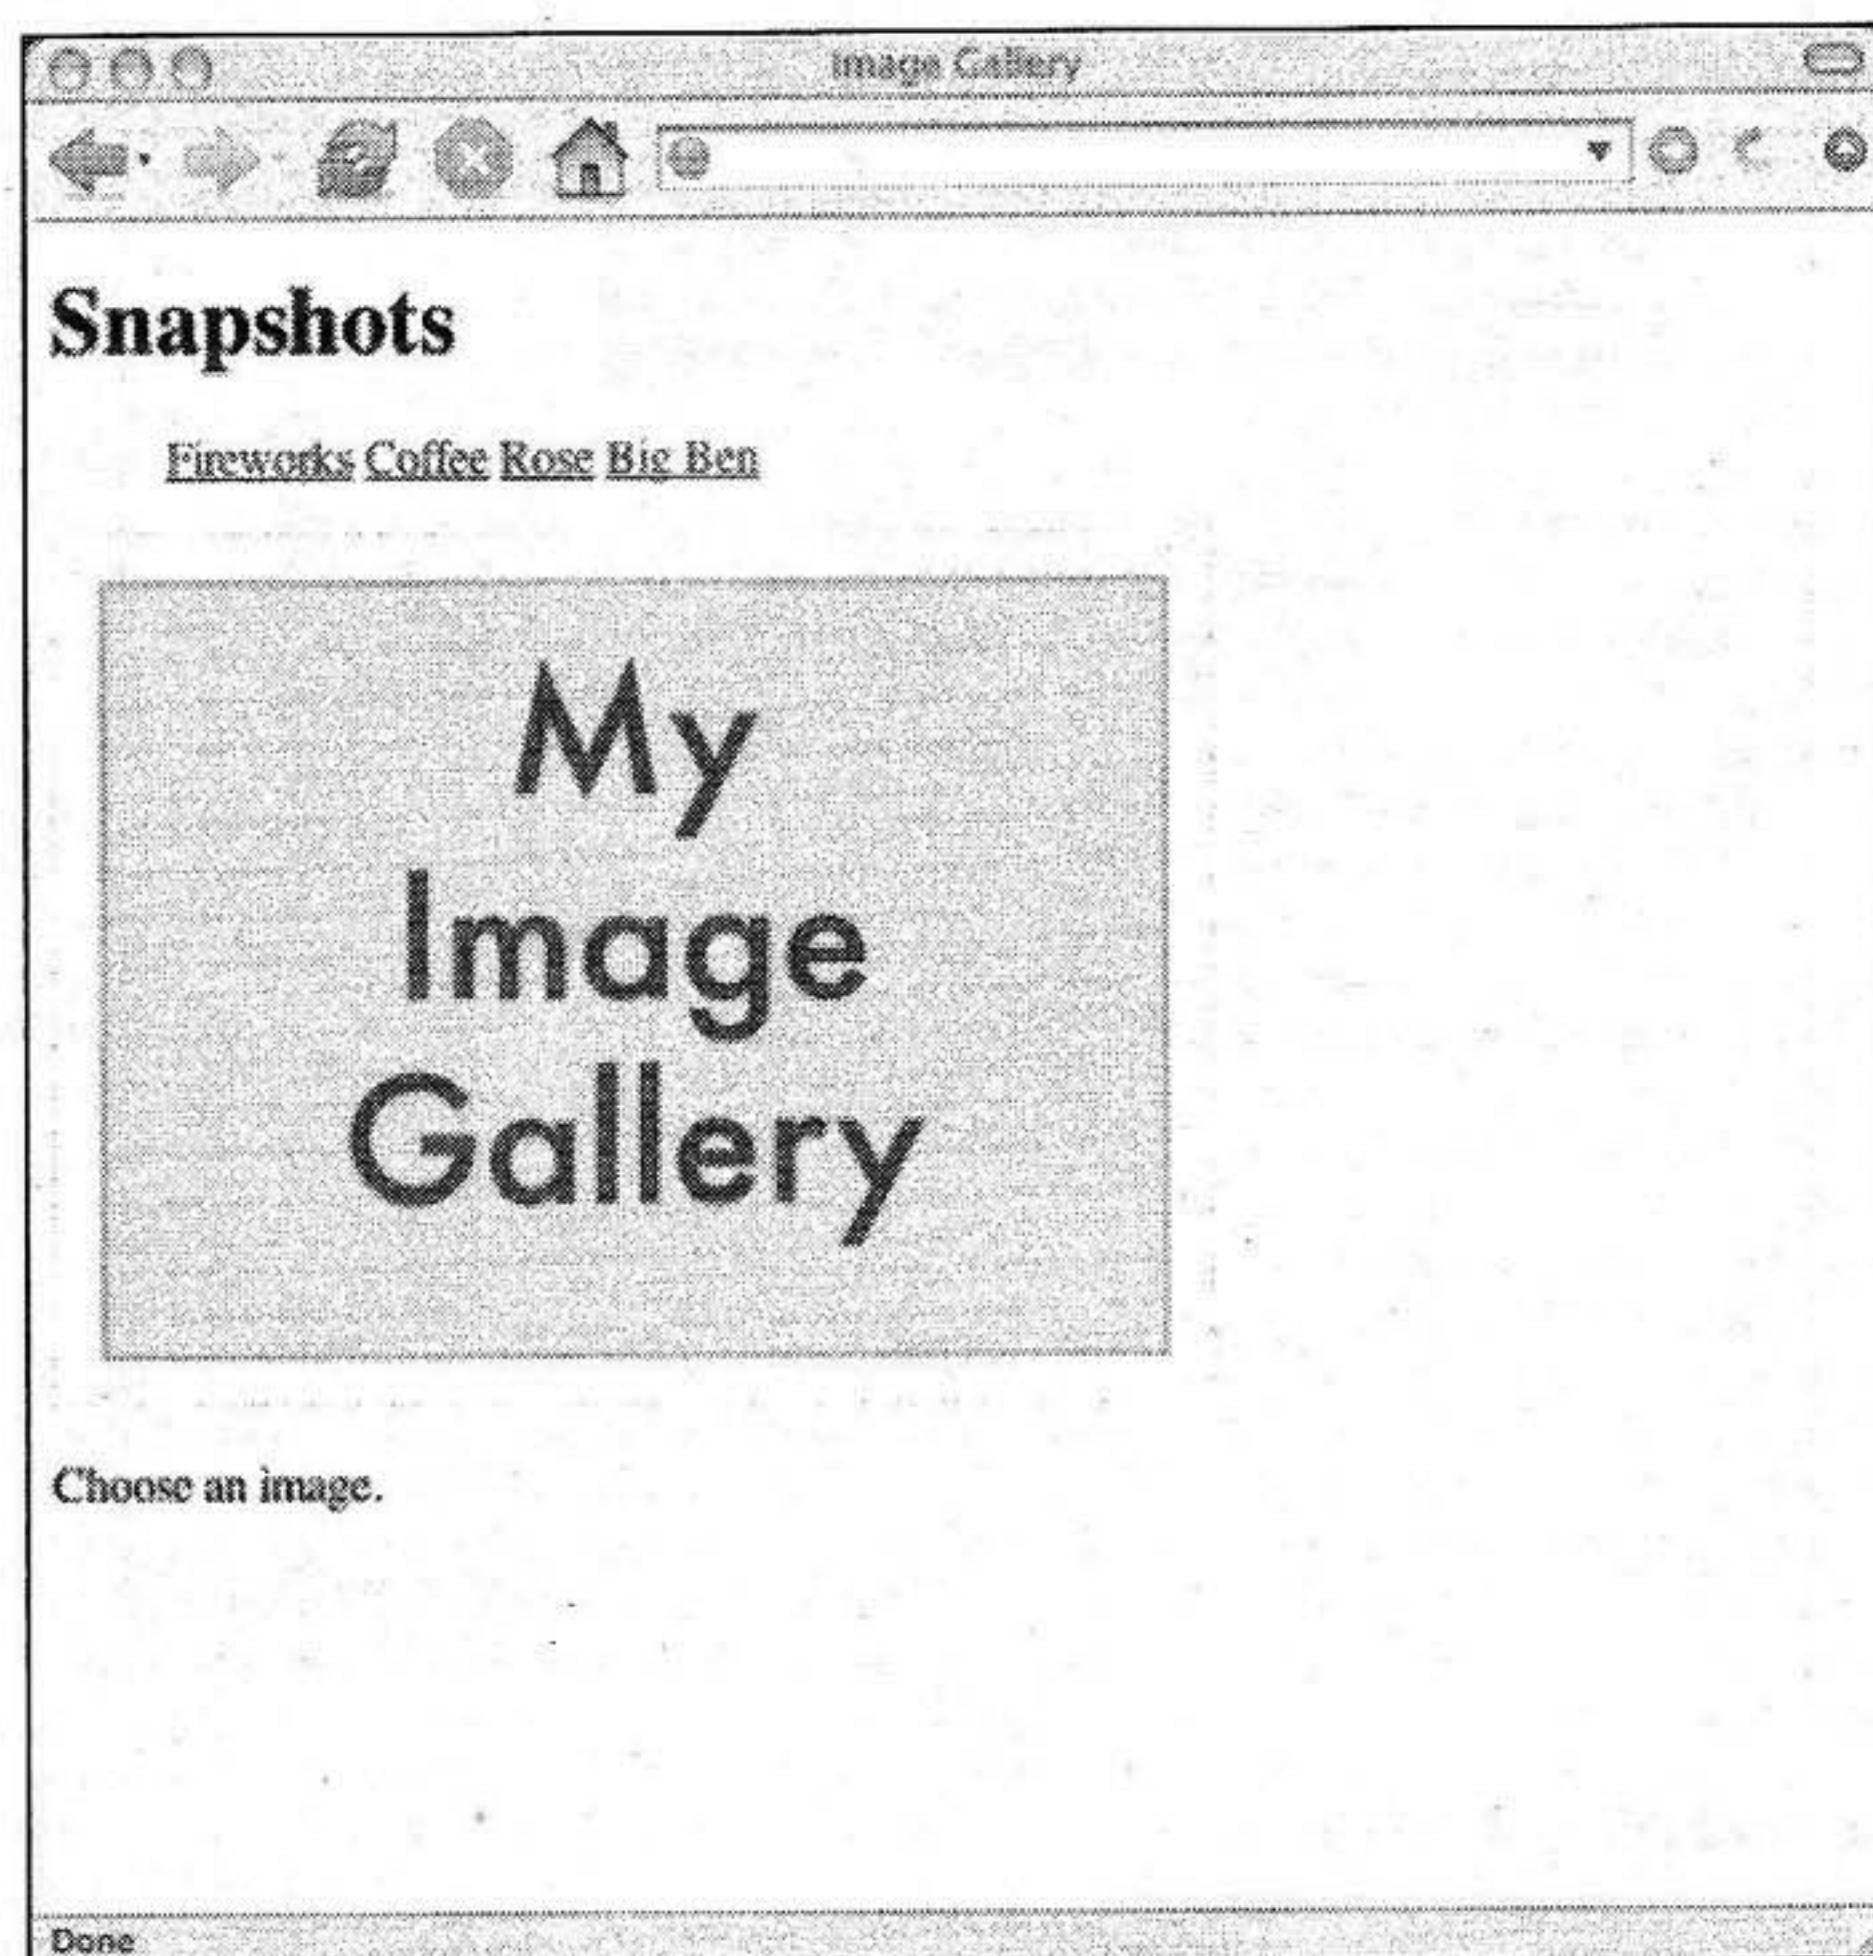 Image Gallery
Snapshots
Fireworks Coffee Rose Big Ben
My
Image
Gallery
Choose an image.
Done